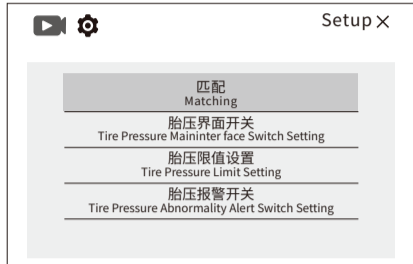 Setup×
匹配
Matching
胎压界面开关
Tire Pressure Maininter face Switch Setting
胎压限值设置
Tire Pressure Limit Setting
胎压报警开关
Tire Pressure Abnormality Alert Switch Setting